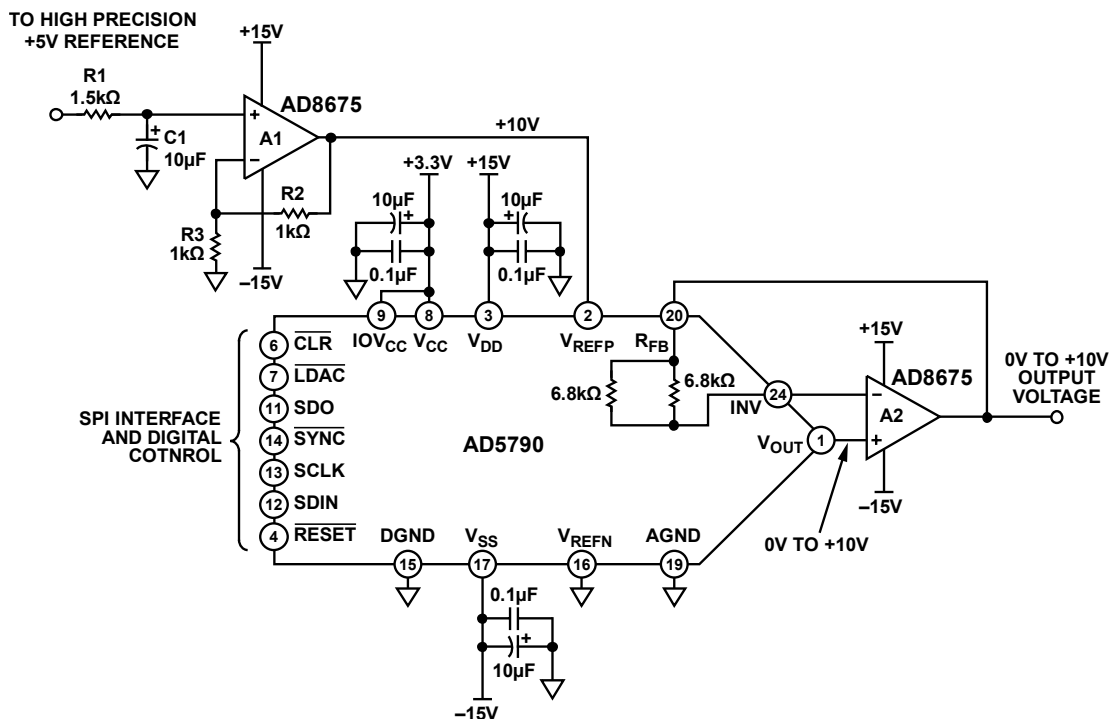 TO HIGH PRECISION
+5V REFERENCE
R1
1.5kΩ
C1
10µF
+15V
AD8675
A1
+
−
+
R2
1kΩ
R3
1kΩ
–15V
+10V
+3.3V
10µF
+
0.1µF
+15V
10µF
+
0.1µF
9
8
3
2
20
IOVCC
VCC
VDD
VREFP
RFB
6
CLR
7
LDAC
11
SDO
14
SYNC
13
SCLK
12
SDIN
4
RESET
SPI INTERFACE
AND DIGITAL
COTNROL
AD5790
6.8kΩ
6.8kΩ
24
INV
1
VOUT
+15V
AD8675
A2
−
+
–15V
0V TO +10V
OUTPUT
VOLTAGE
0V TO +10V
DGND
VSS
VREFN
AGND
15
17
16
19
0.1µF
+
10µF
–15V